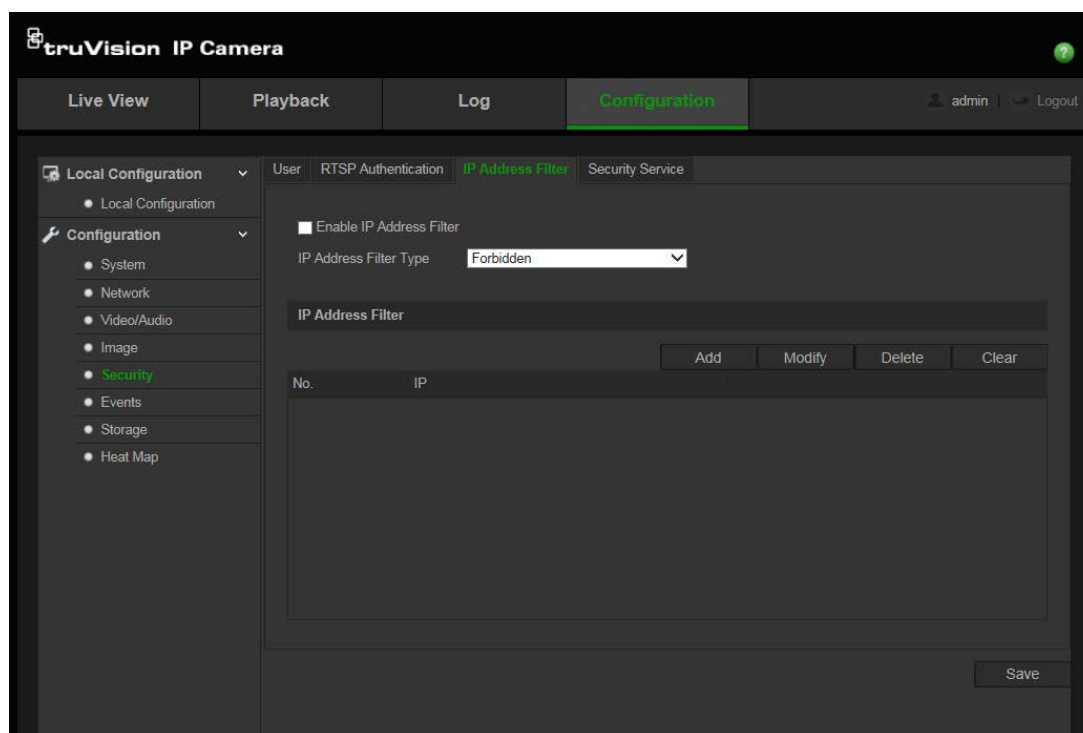 truVision IP Camera
?
Live View Playback Log Configuration admin Logout
Local Configuration
Local Configuration
Configuration
System
Network
Video/Audio
Image
Security
Events
Storage
Heat Map
User RTSP Authentication IP Address Filter Security Service
Enable IP Address Filter
IP Address Filter Type Forbidden
IP Address Filter
Add Modify Delete Clear
No. IP
Save